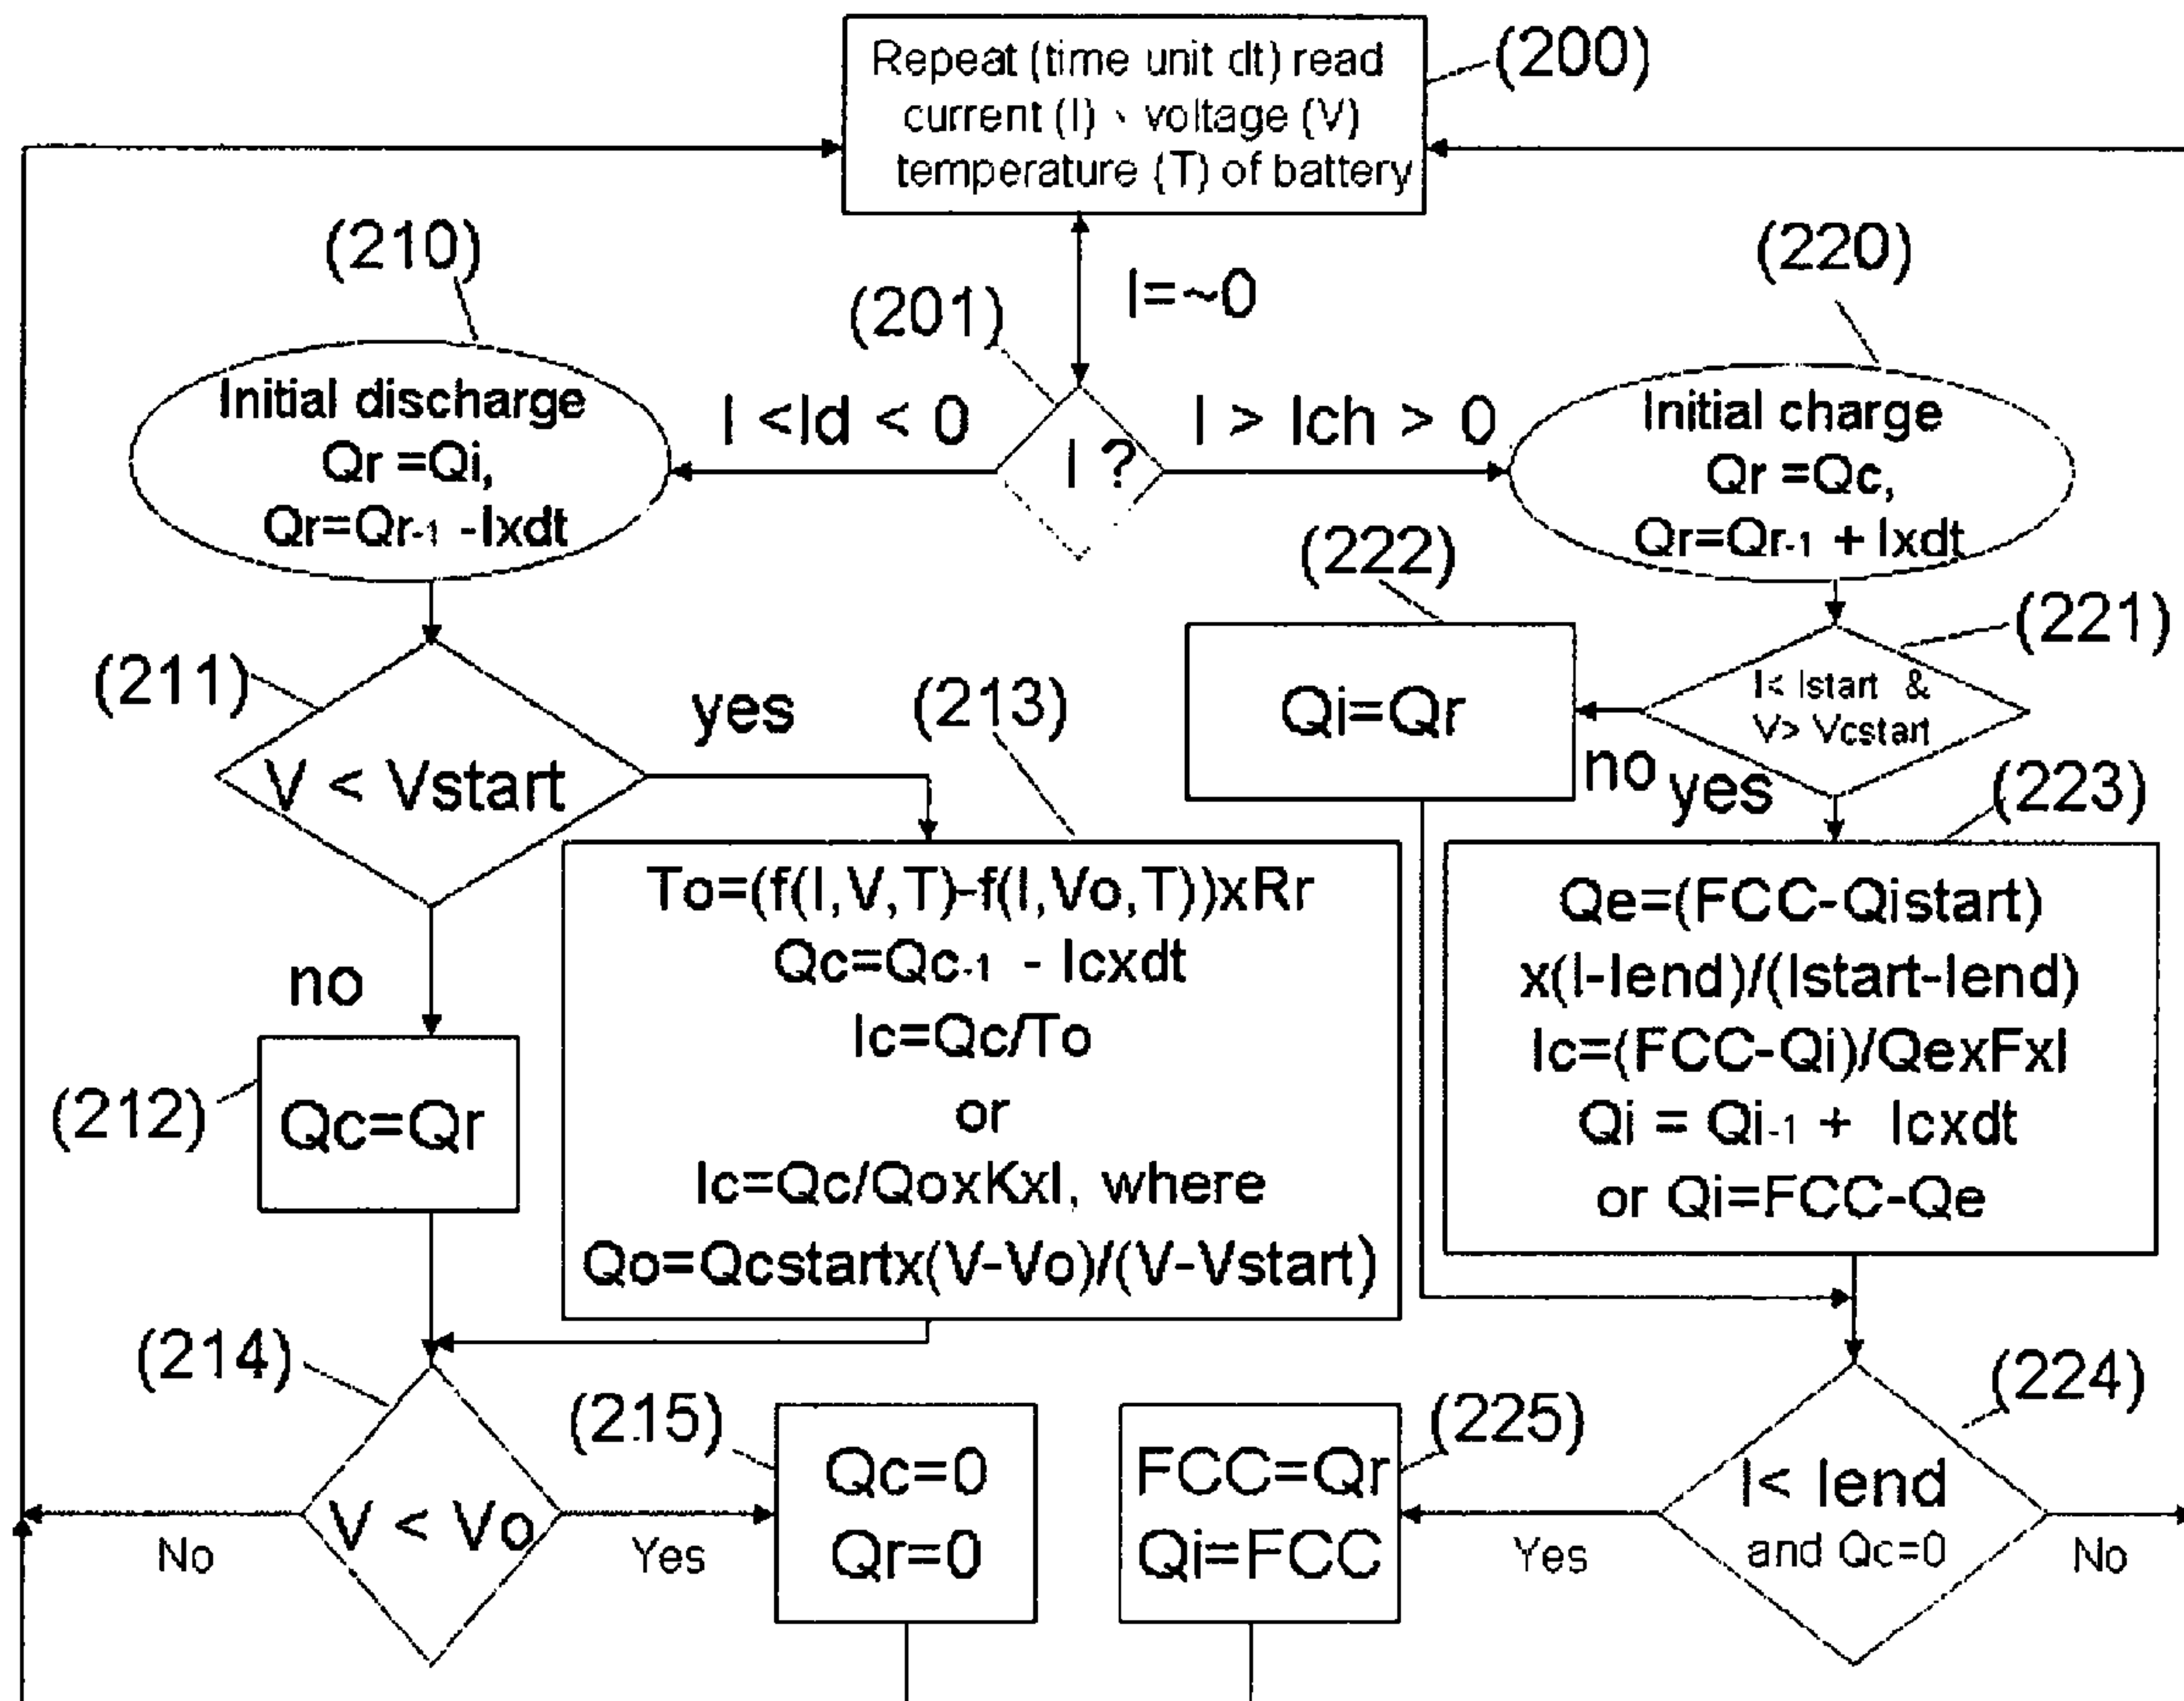 Repeat (time unit dt) read
current (I)、voltage (V)
temperature (T) of battery
(200)
(210)
(201)
I=~0
(220)
Initial discharge
Qr =Qi,
Qr=Qr-1 -Ixdt
I <Id < 0
I ?
I > Ich > 0
Initial charge
Qr =Qc,
Qr=Qr-1 + Ixdt
(222)
(221)
(211)
V < Vstart
yes
(213)
Qi=Qr
no
I< Istart &
V> Vcstart
yes
(223)
no
(212)
Qc=Qr
To=(f(I,V,T)-f(I,Vo,T))xRr
Qc=Qc-1 - Icxdt
Ic=Qc/To
or
Ic=Qc/QoxKxI, where
Qo=Qcstartx(V-Vo)/(V-Vstart)
Qe=(FCC-Qistart)
x(I-Iend)/(Istart-Iend)
Ic=(FCC-Qi)/QexFxI
Qi = Qi-1 + Icxdt
or Qi=FCC-Qe
(214)
V < Vo
No
Yes
(215)
Qc=0
Qr=0
FCC=Qr
Qi=FCC
(225)
Yes
(224)
I< Iend
and Qc=0
No